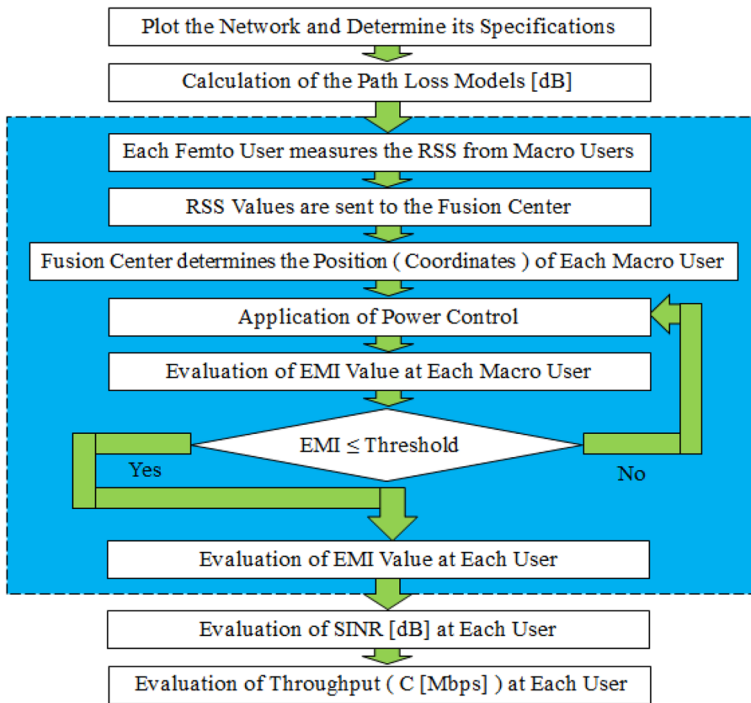 Plot the Network and Determine its Specifications
Calculation of the Path Loss Models [dB]
Each Femto User measures the RSS from Macro Users
RSS Values are sent to the Fusion Center
Fusion Center determines the Position ( Coordinates ) of Each Macro User
Application of Power Control
Evaluation of EMI Value at Each Macro User
EMI ≤ Threshold
Yes
No
Evaluation of EMI Value at Each User
Evaluation of SINR [dB] at Each User
Evaluation of Throughput ( C [Mbps] ) at Each User